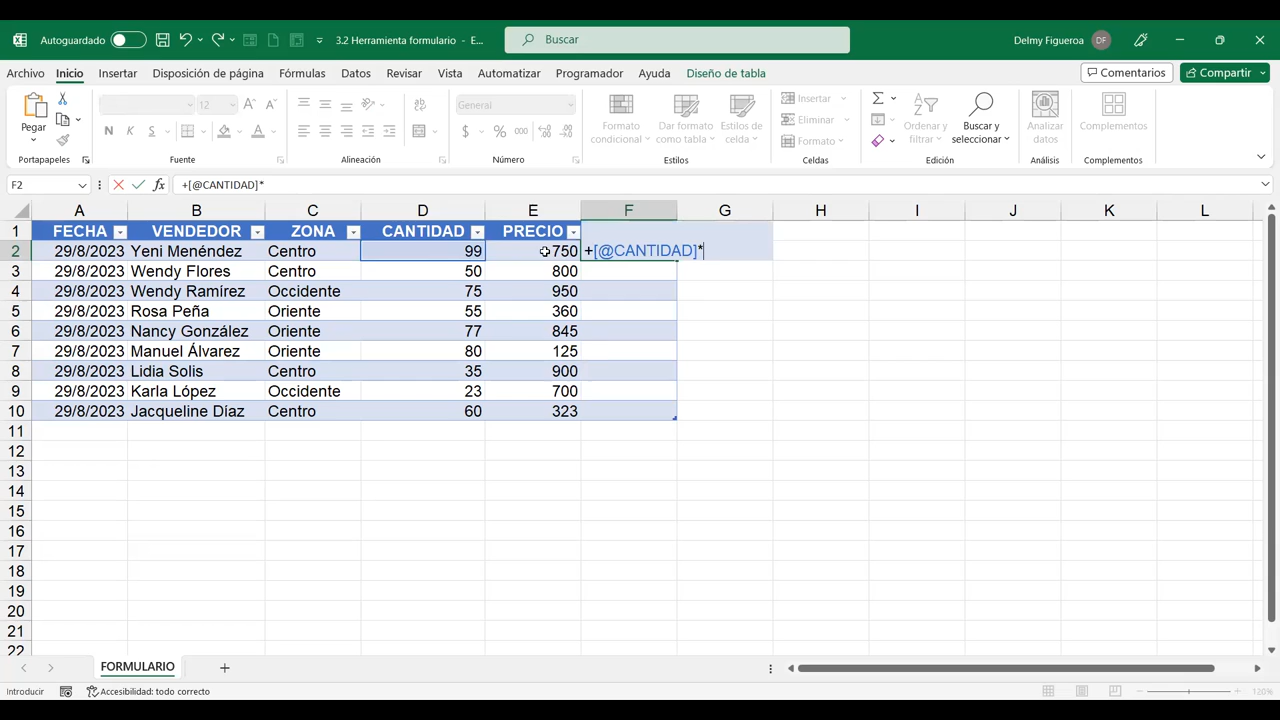 Autoguardado
3.2 Herramienta formulario - E...
Buscar
Delmy Figueroa DF
Archivo Inicio Insertar Disposición de página Fórmulas Datos Revisar Vista Automatizar Programador Ayuda Diseño de tabla
Comentarios Compartir
Pegar
Portapapeles
12
N K S
Fuente
Alineación
General
$ % 000
Número
Formato condicional
Dar formato como tabla
Estilos de celda
Estilos
Insertar
Eliminar
Formato
Celdas
Ordenar y filtrar
Buscar y seleccionar
Edición
Analizar datos
Análisis
Complementos
Complementos
F2 fx +[@CANTIDAD]*
A B C D E F G H I J K L
1 FECHA VENDEDOR ZONA CANTIDAD PRECIO
2 29/8/2023 Yeni Menéndez Centro 99 750 +[@CANTIDAD]*
3 29/8/2023 Wendy Flores Centro 50 800
4 29/8/2023 Wendy Ramírez Occidente 75 950
5 29/8/2023 Rosa Peña Oriente 55 360
6 29/8/2023 Nancy González Oriente 77 845
7 29/8/2023 Manuel Álvarez Oriente 80 125
8 29/8/2023 Lidia Solis Centro 35 900
9 29/8/2023 Karla López Occidente 23 700
10 29/8/2023 Jacqueline Díaz Centro 60 323
11
12
13
14
15
16
17
18
19
20
21
22
FORMULARIO
Introducir Accesibilidad: todo correcto 120%